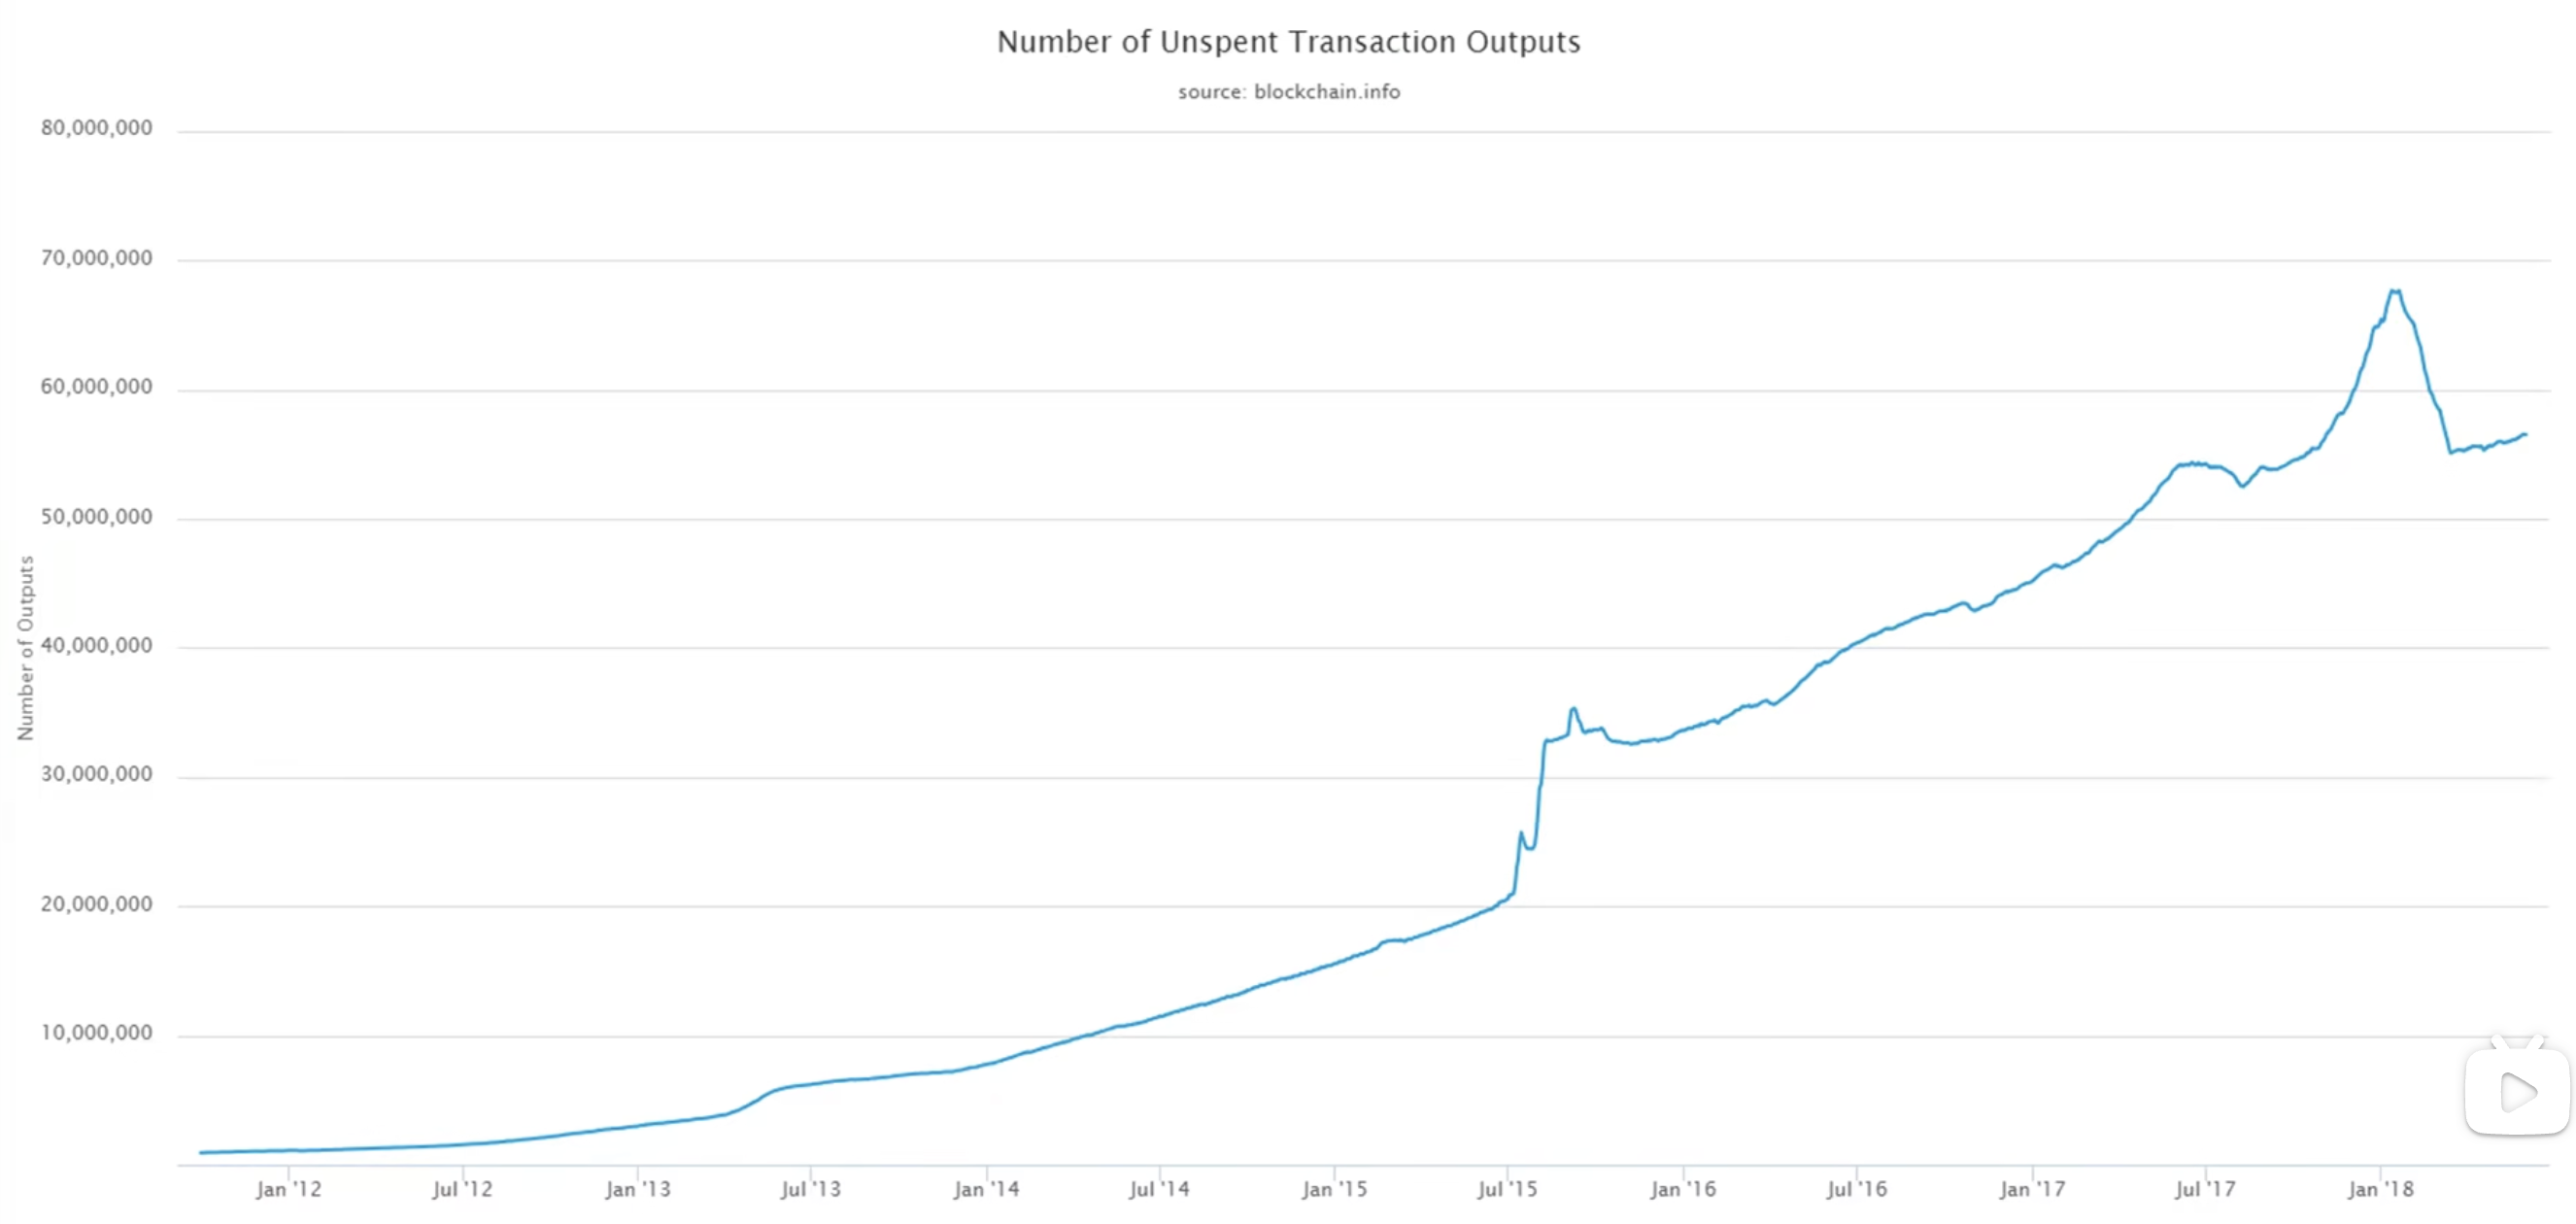 Number of Unspent Transaction Outputs
source: blockchain.info
80,000,000
70,000,000
60,000,000
50,000,000
40,000,000
30,000,000
20,000,000
10,000,000
Number of Outputs
Jan '12
Jul '12
Jan '13
Jul '13
Jan '14
Jul '14
Jan '15
Jul '15
Jan '16
Jul '16
Jan '17
Jul '17
Jan '18